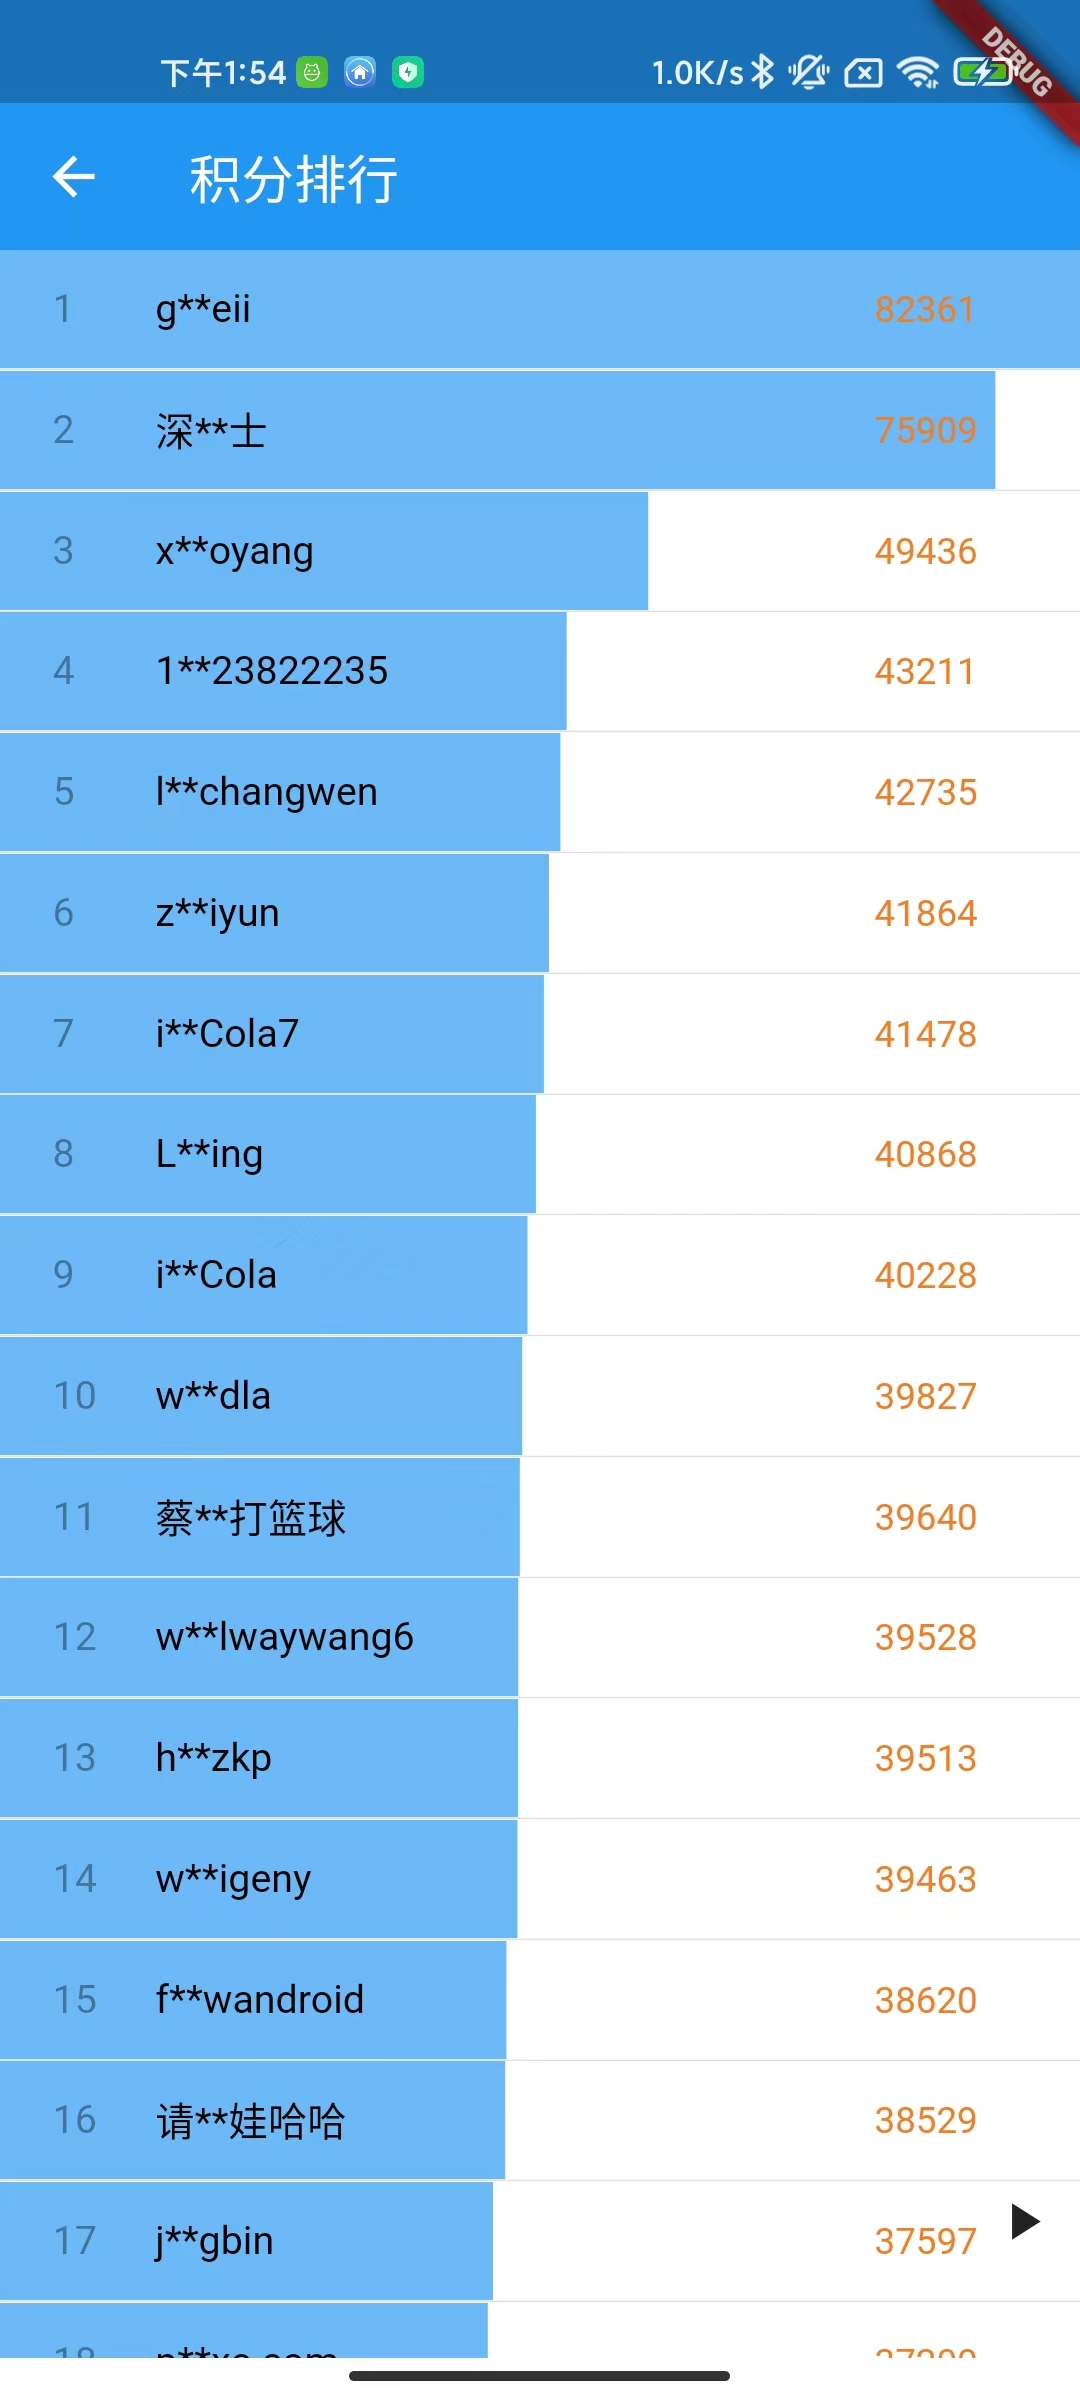 下午1:54
1.0K/s
DEBUG
积分排行
1 g**eii 82361
2 深**士 75909
3 x**oyang 49436
4 1**23822235 43211
5 l**changwen 42735
6 z**iyun 41864
7 i**Cola7 41478
8 L**ing 40868
9 i**Cola 40228
10 w**dla 39827
11 蔡**打篮球 39640
12 w**lwaywang6 39528
13 h**zkp 39513
14 w**igeny 39463
15 f**wandroid 38620
16 请**娃哈哈 38529
17 j**gbin 37597
18